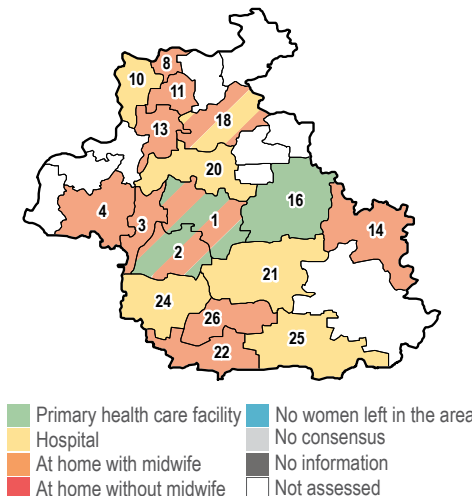 8
10
11
18
13
20
4
3
1
16
14
2
21
24
26
25
22
Primary health care facility
Hospital
At home with midwife
At home without midwife
No women left in the area
No consensus
No information
Not assessed